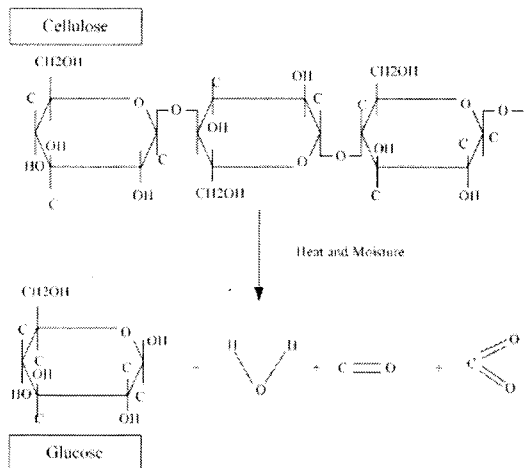 Cellulose
CH2OH OH CH2OH
C O O C C O O
OH C OH
HO OH C O O C C
OH CH2OH C OH
C
Heat and Moisture
CH2OH
C O OH H H
C C + C O + C O
OH O O
HO C
C OH
Glucose